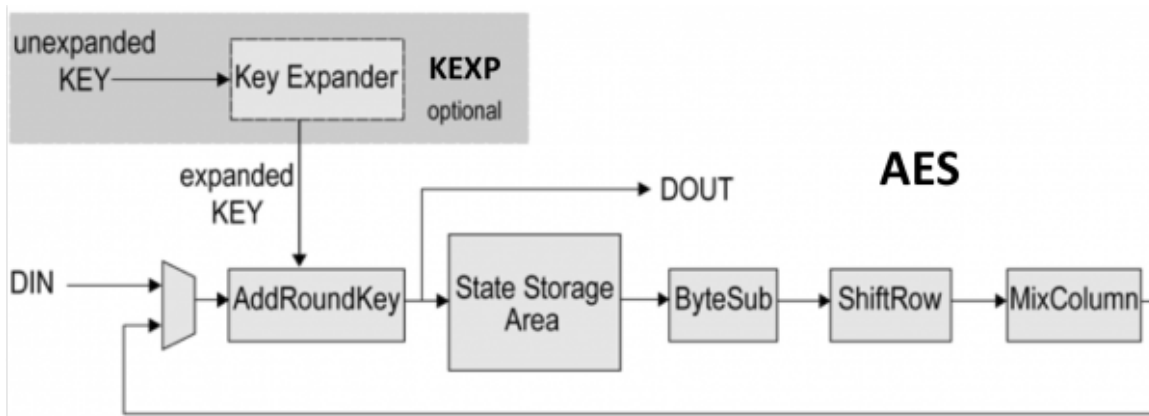 unexpanded
KEY
Key Expander
KEXP
optional
expanded
KEY
AES
DOUT
DIN
AddRoundKey
State Storage
Area
ByteSub
ShiftRow
MixColumn